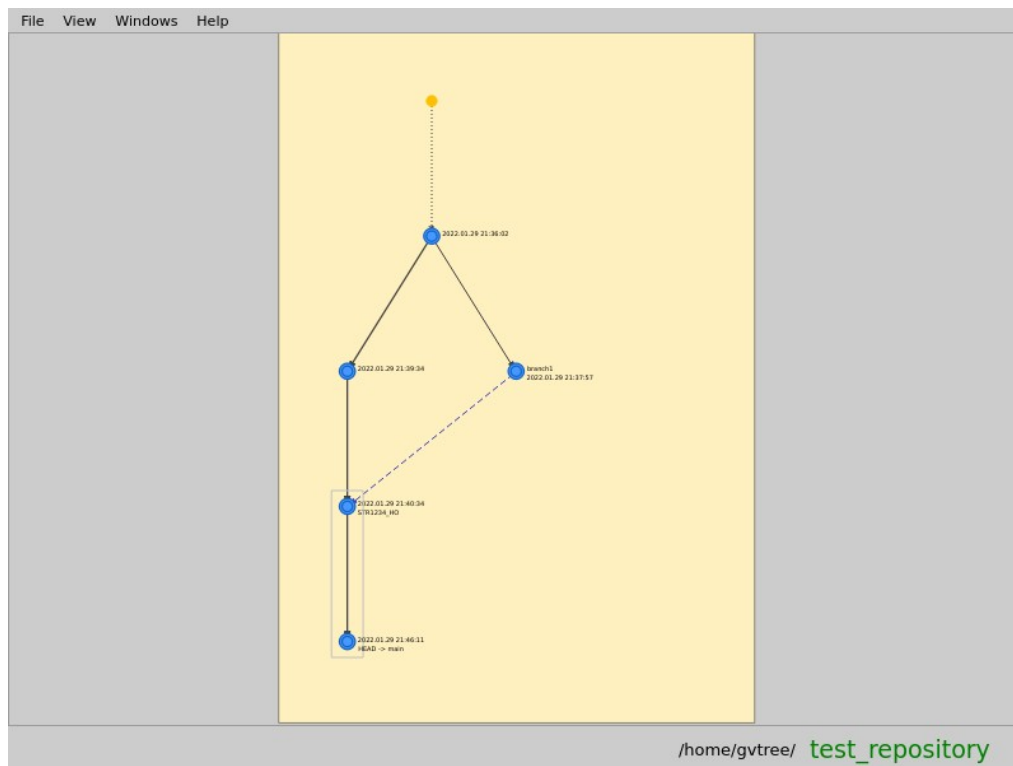 File View Windows Help
2022.01.29 21:36:02
2022.01.29 21:39:34
branch1
2022.01.29 21:37:57
2022.01.29 21:40:34
STR1234_HO
2022.01.29 21:46:11
HEAD -> main
/home/gvtree/ test_repository